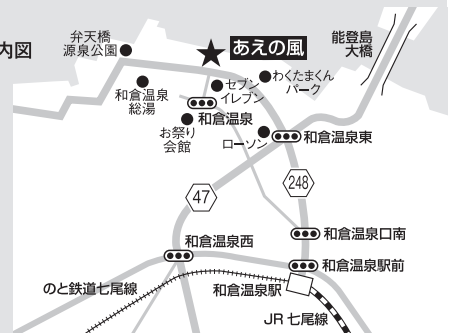 内図
弁天橋
源泉公園
あえの風
能登島
大橋
わくたまくん
パーク
セブン
イレブン
和倉温泉
総湯
和倉温泉
お祭り
会館
ローソン
和倉温泉東
47
248
和倉温泉口南
和倉温泉西
和倉温泉駅前
のと鉄道七尾線
和倉温泉駅
JR 七尾線